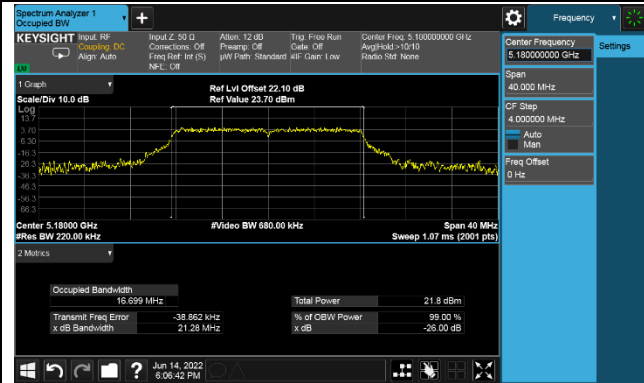 Spectrum Analyzer 1
Occupied BW
+
Frequency
KEYSIGHT
Input: RF
Coupling: DC
Align: Auto
Input Z: 50 Ω
Corrections: Off
Freq Ref: Int (S)
NFE: Off
Atten: 12 dB
Preamp: Off
µW Path: Standard
Trig: Free Run
Gate: Off
#IF Gain: Low
Center Freq: 5.180000000 GHz
Avg|Hold:>10/10
Radio Std: None
LM
Center Frequency
5.180000000 GHz
Settings
Span
40.000 MHz
CF Step
4.000000 MHz
Auto
Man
Freq Offset
0 Hz
1 Graph
Scale/Div 10.0 dB
Ref Lvl Offset 22.10 dB
Ref Value 23.70 dBm
Log
13.7
3.70
-6.30
-16.3
-26.3
-36.3
-46.3
-56.3
-66.3
Center 5.18000 GHz
#Res BW 220.00 kHz
#Video BW 680.00 kHz
Span 40 MHz
Sweep 1.07 ms (2001 pts)
2 Metrics
Occupied Bandwidth
16.699 MHz
Total Power 21.8 dBm
Transmit Freq Error -38.862 kHz
% of OBW Power 99.00 %
x dB Bandwidth 21.28 MHz
x dB -26.00 dB
?
Jun 14, 2022
6:06:42 PM